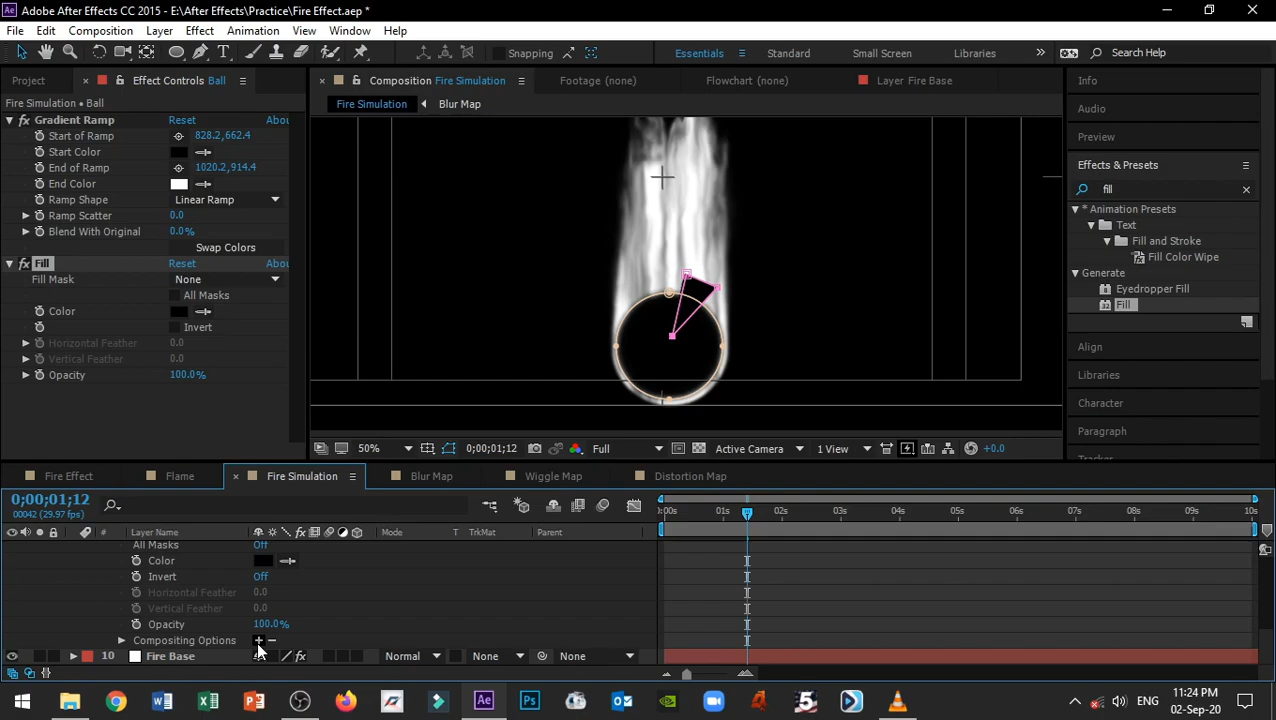 Adobe After Effects CC 2015 - E:\After Effects\Practice\Fire Effect.aep *
File Edit Composition Layer Effect Animation View Window Help
Snapping Essentials Standard Small Screen Libraries Search Help
Project Effect Controls Ball Composition Fire Simulation Footage (none) Flowchart (none) Layer Fire Base Info
Fire Simulation • Ball Fire Simulation Blur Map
Gradient Ramp Reset Abou
Start of Ramp 828.2,662.4
Start Color
End of Ramp 1020.2,914.4
End Color
Ramp Shape Linear Ramp
Ramp Scatter 0.0
Blend With Original 0.0%
Swap Colors
Fill Reset Abou
Fill Mask None
All Masks
Color
Invert
Horizontal Feather 0.0
Vertical Feather 0.0
Opacity 100.0%
50% 0;00;01;12 Full Active Camera 1 View +0.0
Audio
Preview
Effects & Presets
fill
* Animation Presets
Text
Fill and Stroke
Fill Color Wipe
Generate
Eyedropper Fill
Fill
Align
Libraries
Character
Paragraph
Tracker
Fire Effect Flame Fire Simulation Blur Map Wiggle Map Distortion Map
0;00;01;12
00042 (29.97 fps)
:00s 01s 02s 03s 04s 05s 06s 07s 08s 09s 10s
# Layer Name Mode T TrkMat Parent
All Masks Off
Color
Invert Off
Horizontal Feather 0.0
Vertical Feather 0.0
Opacity 100.0%
Compositing Options + –
10 Fire Base Normal None None
ENG 11:24 PM
02-Sep-20